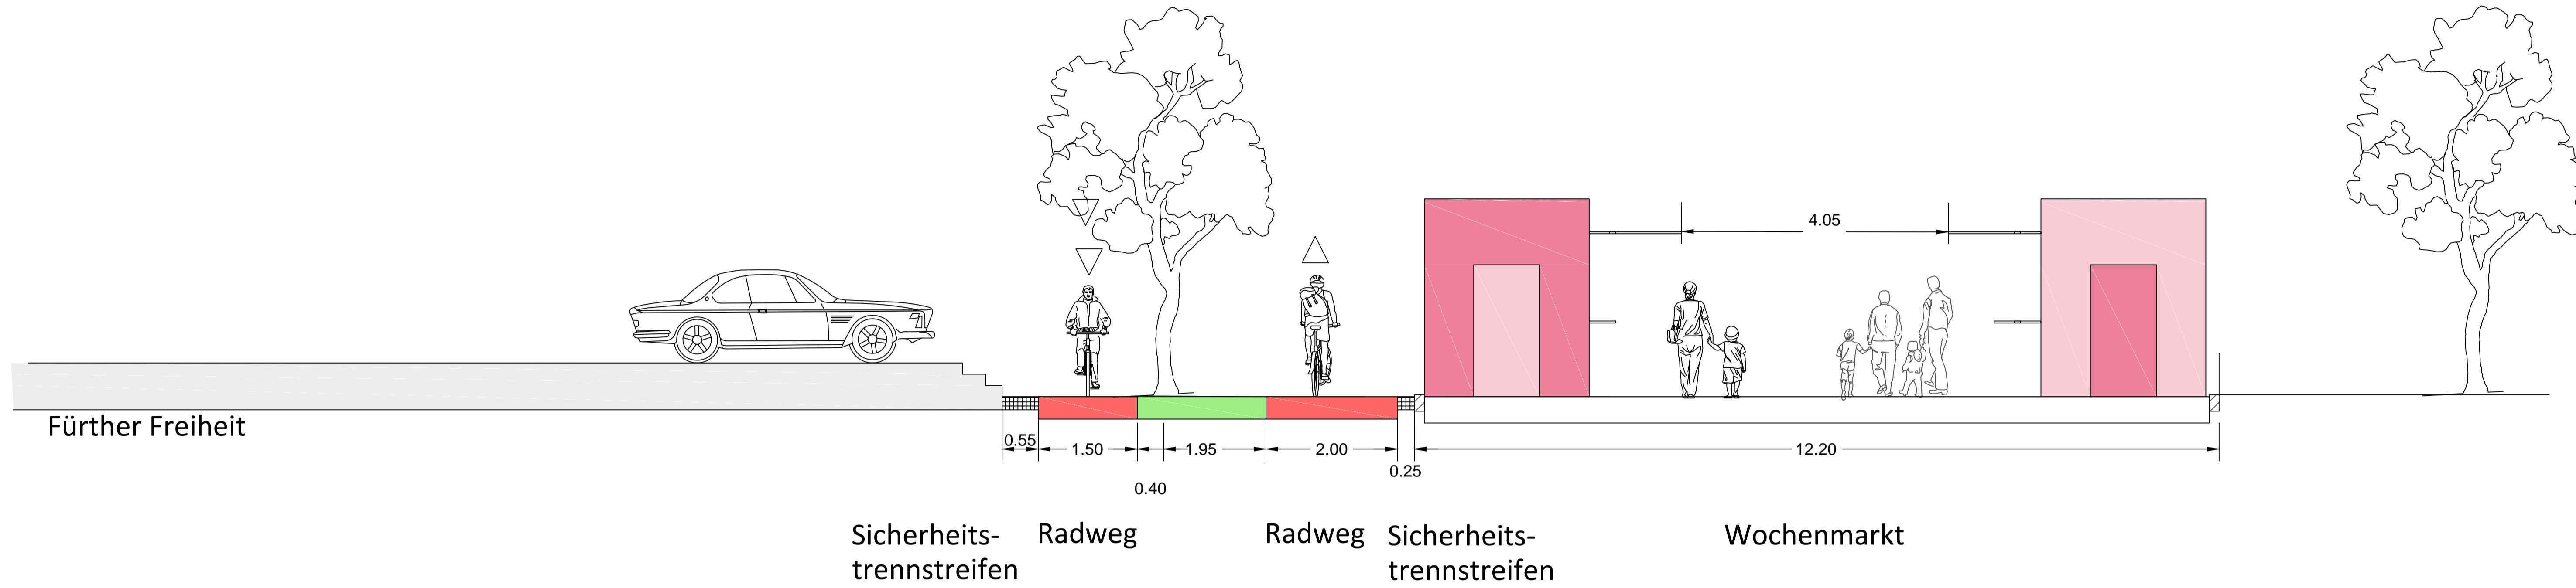 4.05
Fürther Freiheit
0.55
1.50
1.95
2.00
12.20
0.25
0.40
Sicherheits-
trennstreifen
Radweg
Radweg
Sicherheits-
trennstreifen
Wochenmarkt